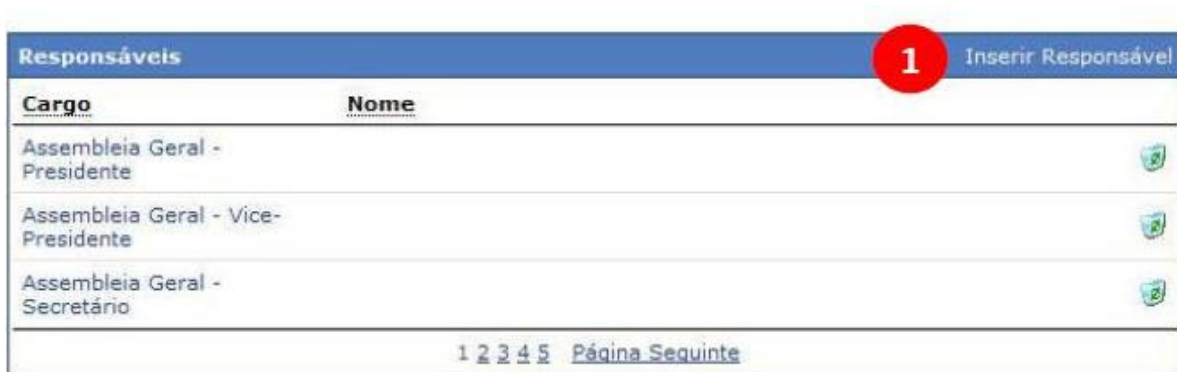 Responsáveis 1 Inserir Responsável
Cargo Nome
Assembleia Geral -
Presidente
Assembleia Geral - Vice-
Presidente
Assembleia Geral -
Secretário
1 2 3 4 5 Página Seguinte